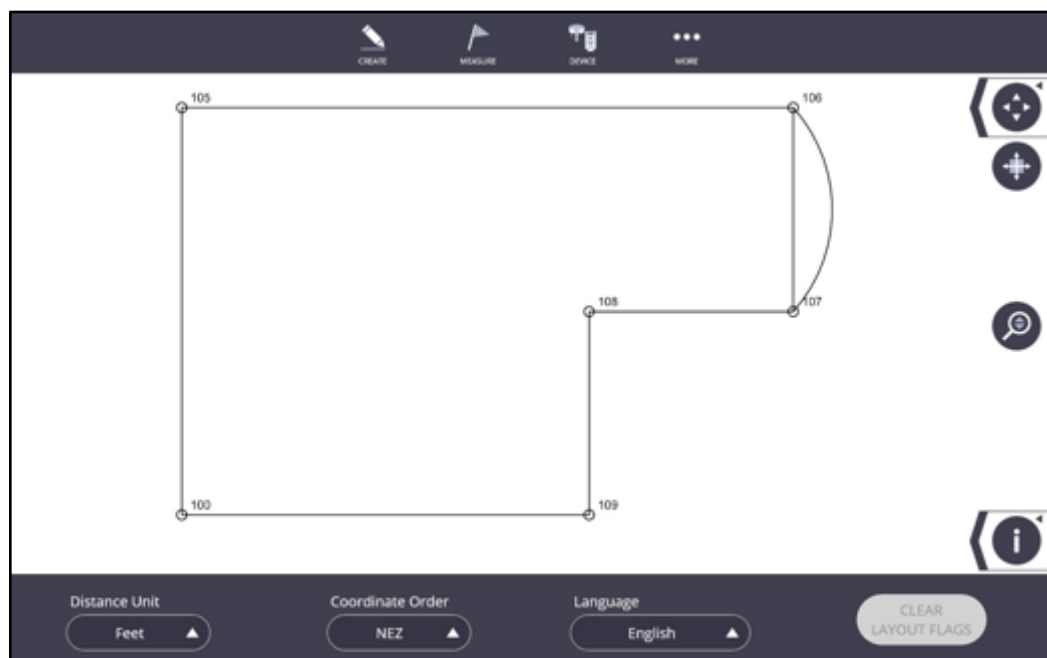 CREATE
MEASURE
DEVICE
MORE
105
106
108
107
100
109
i
Distance Unit
Coordinate Order
Language
Feet
NEZ
English
CLEAR
LAYOUT FLAGS